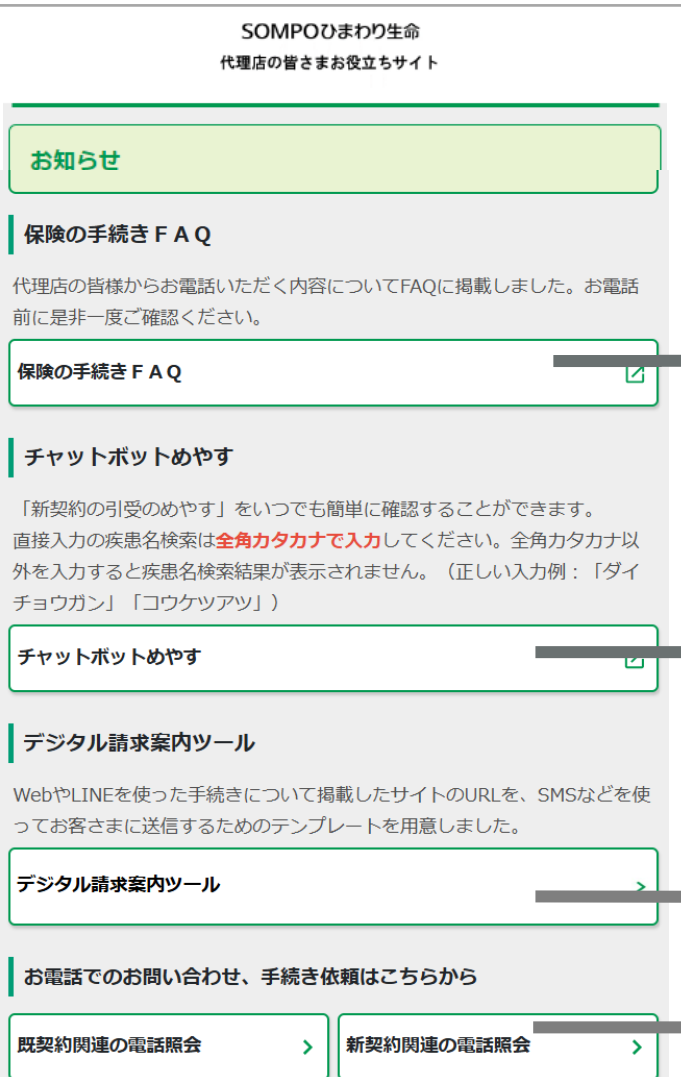 SOMPOひまわり生命
代理店の皆さまお役立ちサイト
お知らせ
保険の手続きＦＡＱ
代理店の皆様からお電話いただく内容についてFAQに掲載しました。お電話
前に是非一度ご確認ください。
保険の手続きＦＡＱ
チャットボットめやす
「新契約の引受のめやす」をいつでも簡単に確認することができます。
直接入力の疾患名検索は全角カタカナで入力してください。全角カタカナ以
外を入力すると疾患名検索結果が表示されません。（正しい入力例：「ダイ
チョウガン」「コウケツアツ」）
チャットボットめやす
デジタル請求案内ツール
WebやLINEを使った手続きについて掲載したサイトのURLを、SMSなどを使
ってお客さまに送信するためのテンプレートを用意しました。
デジタル請求案内ツール
お電話でのお問い合わせ、手続き依頼はこちらから
既契約関連の電話照会
新契約関連の電話照会